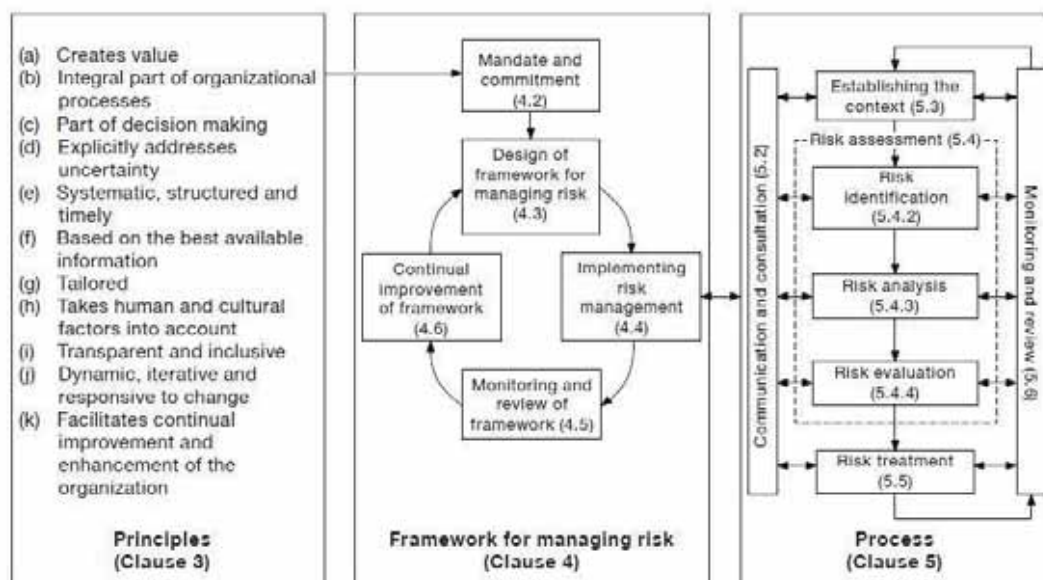 (a) Creates value
(b) Integral part of organizational
processes
(c) Part of decision making
(d) Explicitly addresses
uncertainty
(e) Systematic, structured and
timely
(f) Based on the best available
information
(g) Tailored
(h) Takes human and cultural
factors into account
(i) Transparent and inclusive
(j) Dynamic, iterative and
responsive to change
(k) Facilitates continual
improvement and
enhancement of the
organization
Principles
(Clause 3)
Mandate and
commitment
(4.2)
Design of
framework for
managing risk
(4.3)
Continual
improvement
of framework
(4.6)
Implementing
risk
management
(4.4)
Monitoring and
review of
framework (4.5)
Framework for managing risk
(Clause 4)
Communication and consultation (5.2)
Establishing the
context (5.3)
Risk assessment (5.4)
Risk
identification
(5.4.2)
Risk analysis
(5.4.3)
Risk evaluation
(5.4.4)
Risk treatment
(5.5)
Monitoring and review (5.6)
Process
(Clause 5)